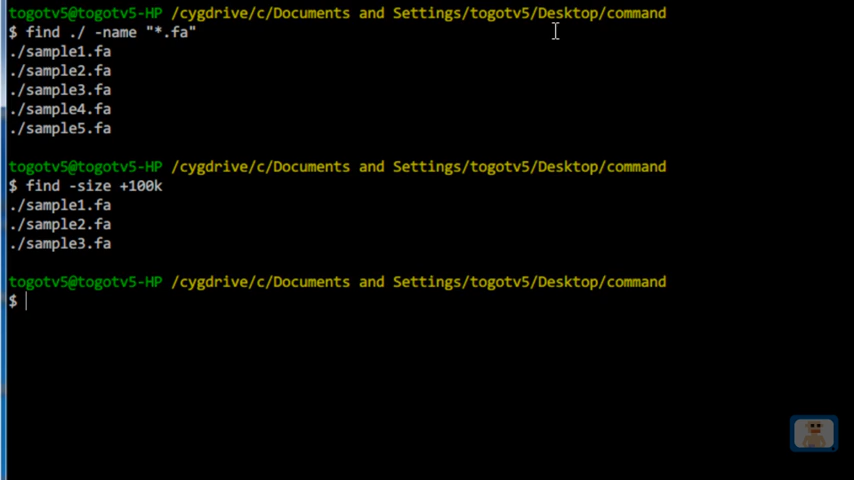 togotv5@togotv5-HP /cygdrive/c/Documents and Settings/togotv5/Desktop/command
$ find ./ -name "*.fa"
./sample1.fa
./sample2.fa
./sample3.fa
./sample4.fa
./sample5.fa
togotv5@togotv5-HP /cygdrive/c/Documents and Settings/togotv5/Desktop/command
$ find -size +100k
./sample1.fa
./sample2.fa
./sample3.fa
togotv5@togotv5-HP /cygdrive/c/Documents and Settings/togotv5/Desktop/command
$